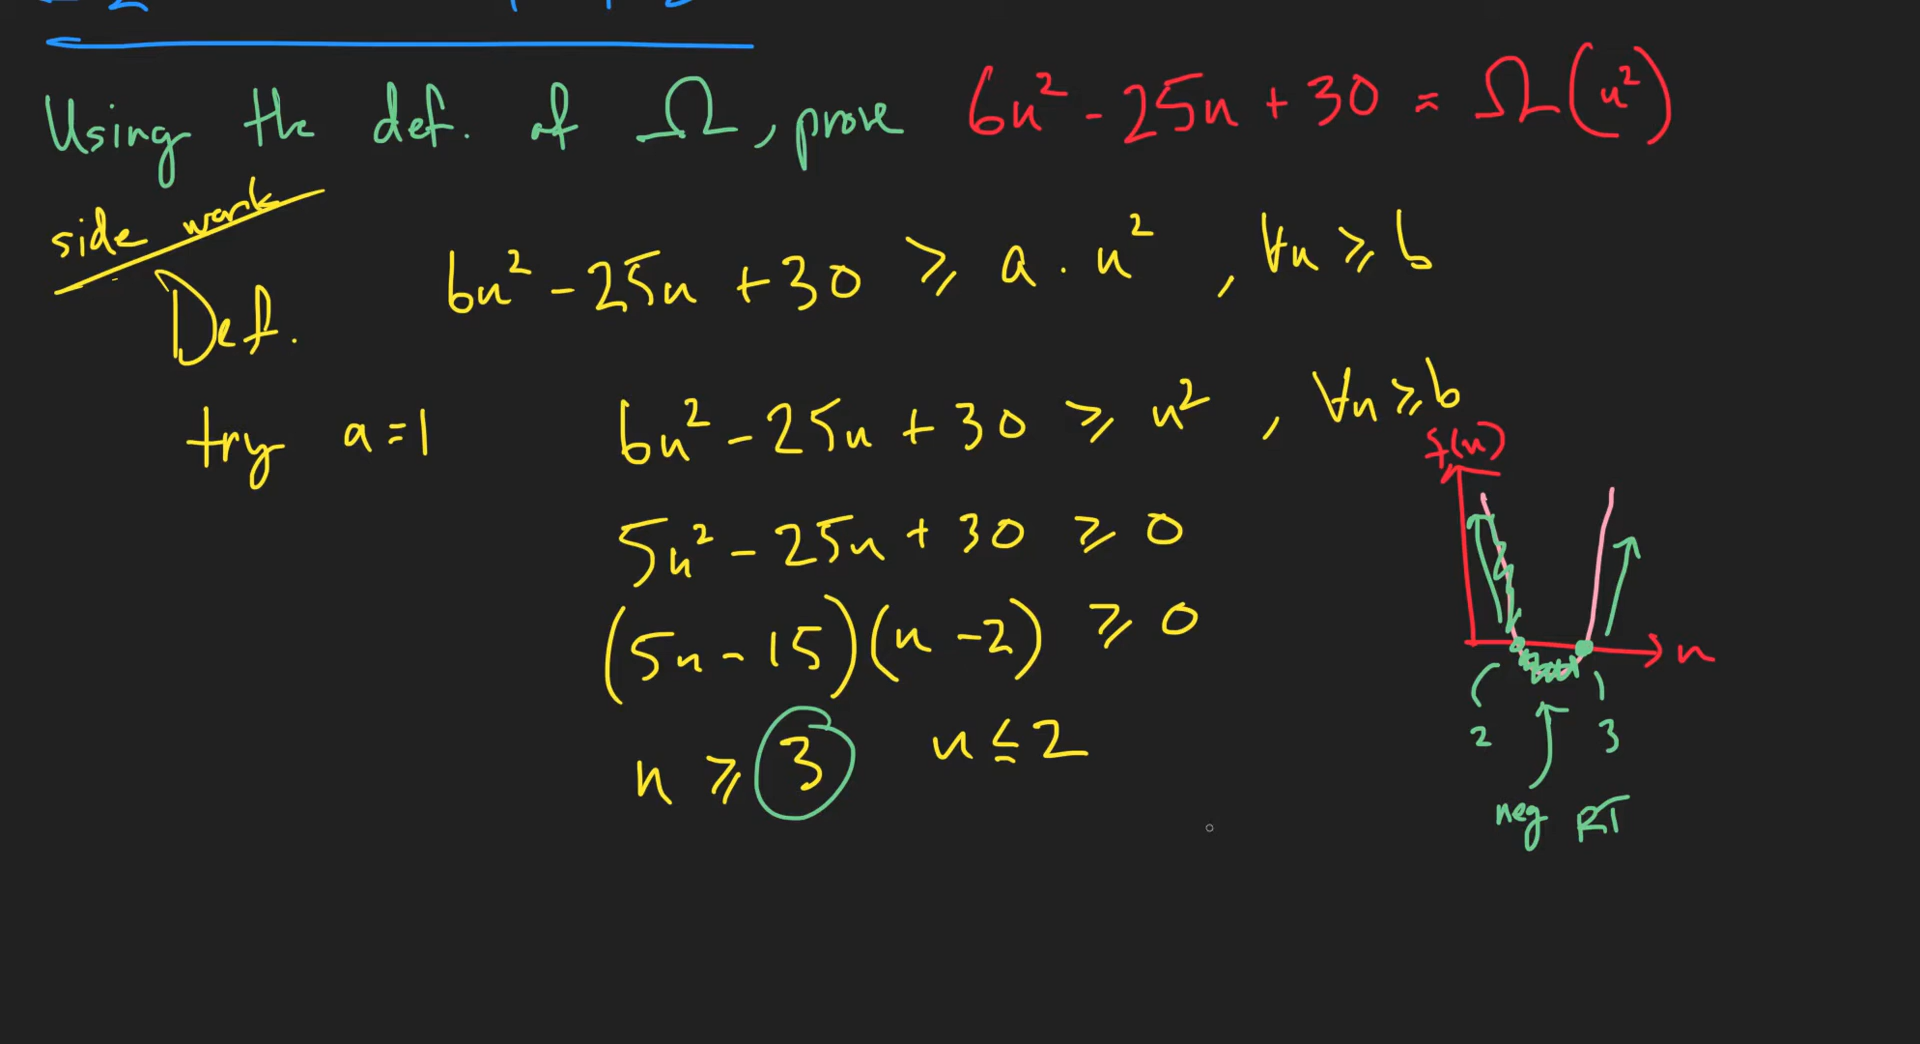 Using the def. of Ω, prove 6n² - 25n + 30 = Ω(n²)
side work
Def. 6n² - 25n + 30 ≥ a · n² , ∀n ≥ b
try a = 1 6n² - 25n + 30 ≥ n² , ∀n ≥ b
f(n)
5n² - 25n + 30 ≥ 0
(5n - 15)(n - 2) ≥ 0
n
n ≥ 3 n ≤ 2
2 3
neg RT